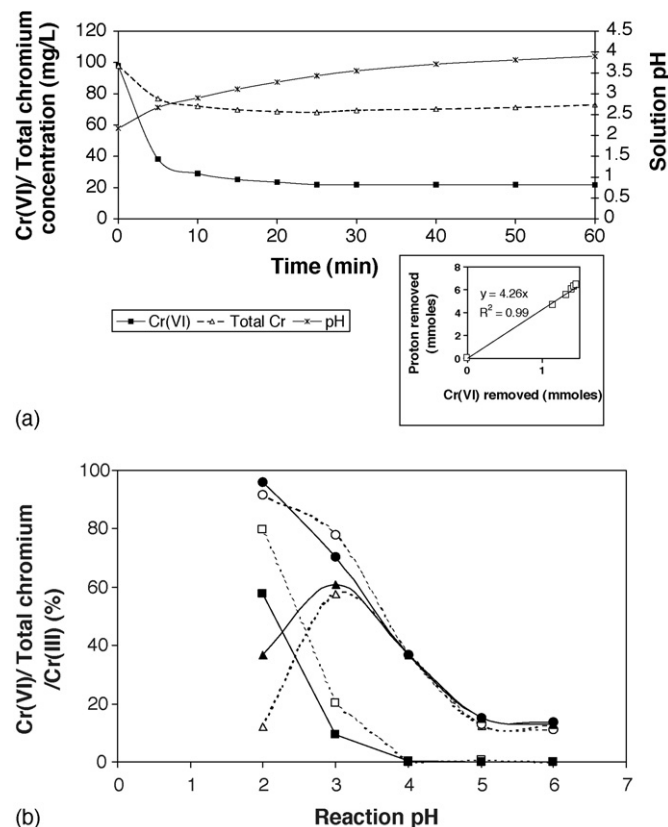 120
100
80
60
40
20
0
Cr(VI)/ Total chromium
concentration (mg/L)
4.5
4
3.5
3
2.5
2
1.5
1
0.5
0
Solution pH
0 10 20 30 40 50 60
Time (min)
Cr(VI) Total Cr pH
8
6
4
2
0
Proton removed
(mmoles)
y = 4.26x
R² = 0.99
0 1
Cr(VI) removed (mmoles)
(a)
100
80
60
40
20
0
Cr(VI)/ Total chromium
/Cr(III) (%)
0 1 2 3 4 5 6 7
Reaction pH
(b)